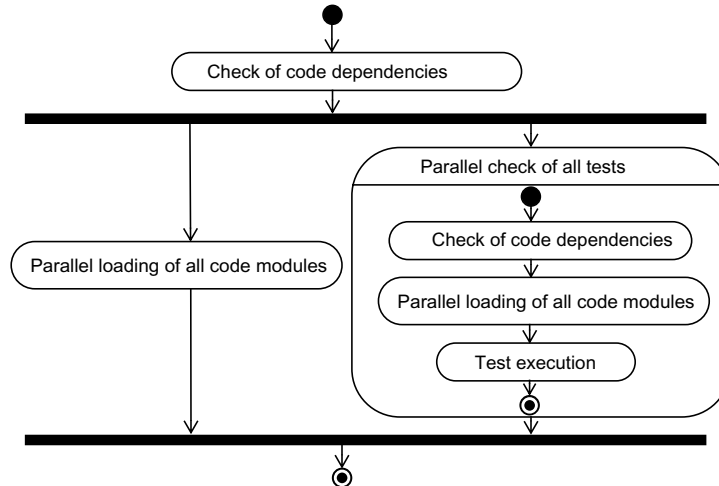 Check of code dependencies
Parallel check of all tests
Check of code dependencies
Parallel loading of all code modules
Parallel loading of all code modules
Test execution